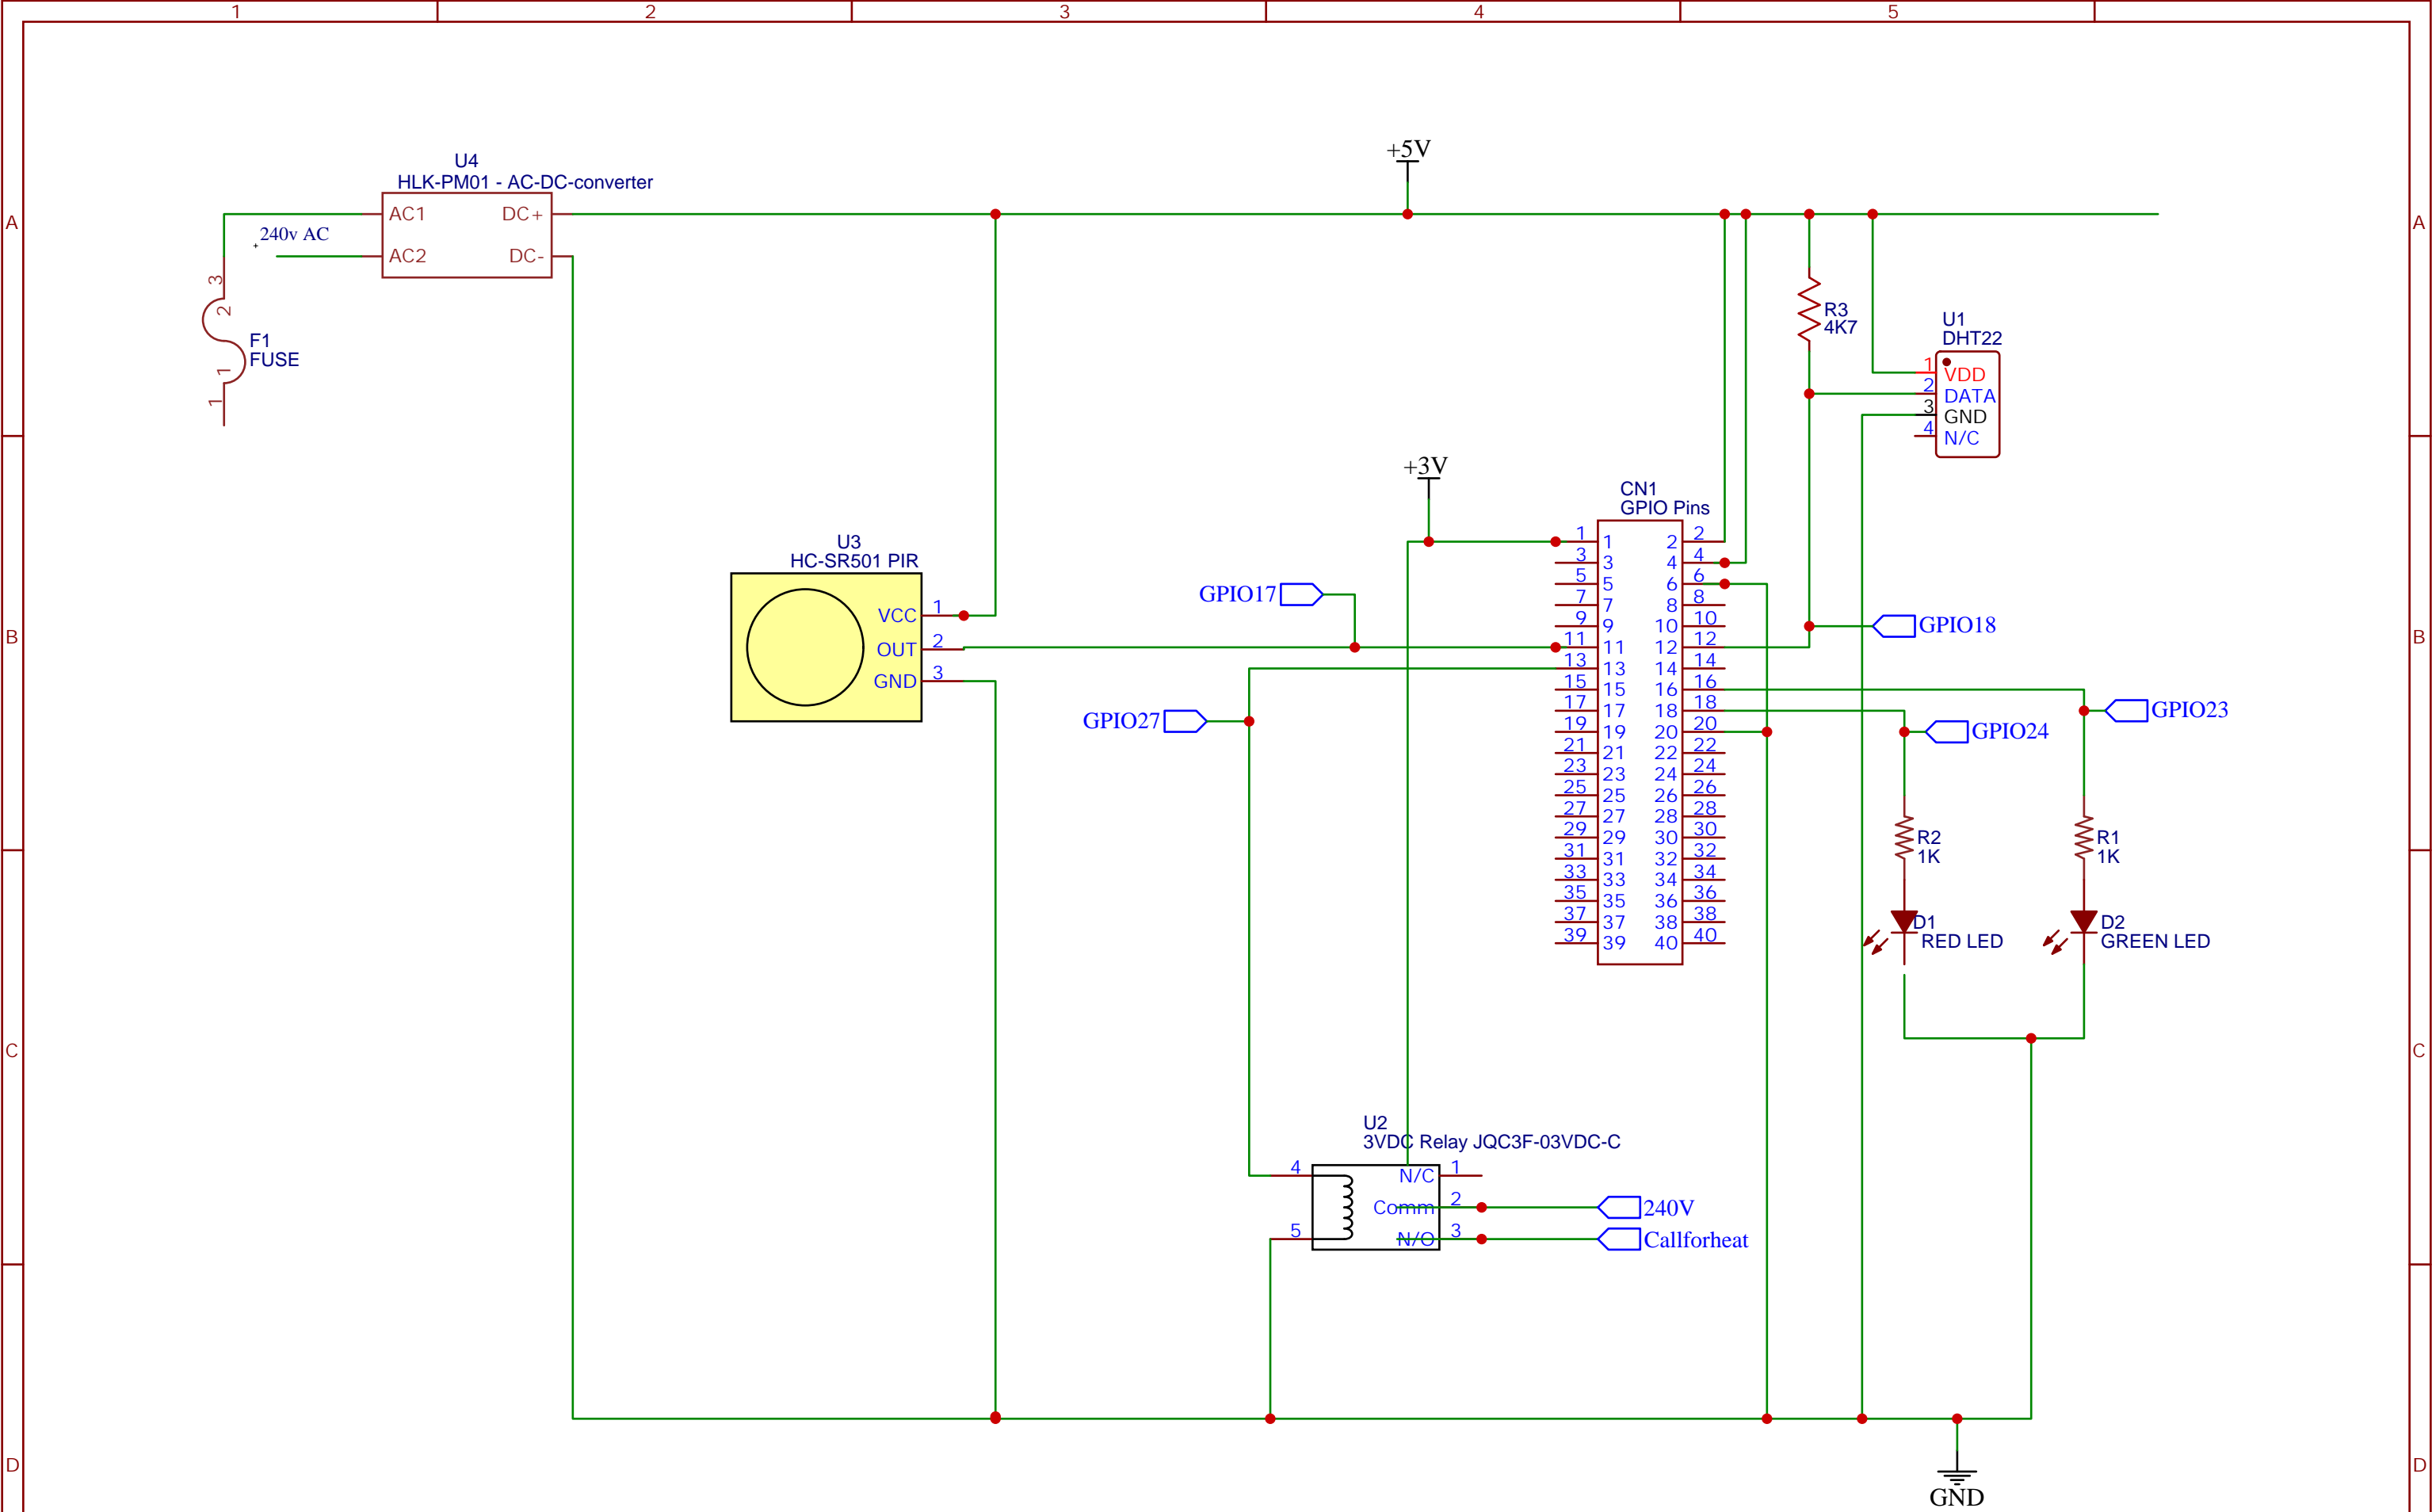 1 2 3 4 5
A
A
B
B
C
C
D
D
U4
HLK-PM01 - AC-DC-converter
AC1
DC+
240v AC
AC2
DC-
3
2
F1
FUSE
1
1
+5V
R3
4K7
U1
DHT22
1
VDD
2
DATA
3
GND
4
N/C
+3V
CN1
GPIO Pins
U3
HC-SR501 PIR
VCC
1
OUT
2
GND
3
GPIO17
GPIO27
1 1 2 2
3 3 4 4
5 5 6 6
7 7 8 8
9 9 10 10
11 11 12 12
13 13 14 14
15 15 16 16
17 17 18 18
19 19 20 20
21 21 22 22
23 23 24 24
25 25 26 26
27 27 28 28
29 29 30 30
31 31 32 32
33 33 34 34
35 35 36 36
37 37 38 38
39 39 40 40
GPIO18
GPIO23
GPIO24
R2
1K
R1
1K
D1
RED LED
D2
GREEN LED
U2
3VDC Relay JQC3F-03VDC-C
4
N/C
1
Comm
2
240V
5
N/O
3
Callforheat
GND